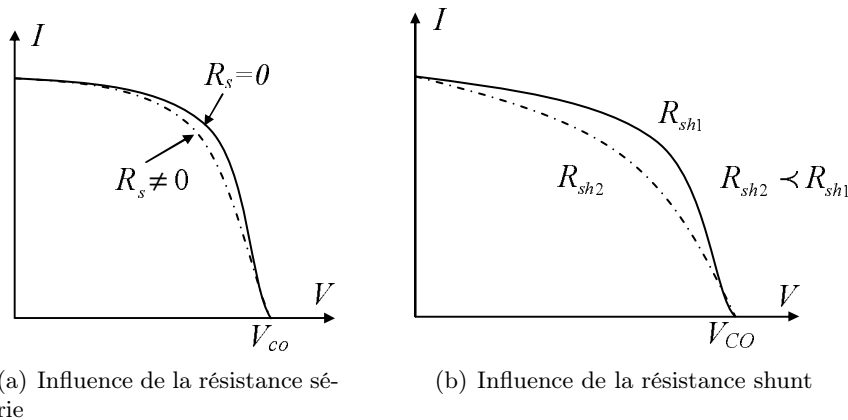 I
R_s=0
R_s≠0
V
V_co
(a) Influence de la résistance sé-
rie
I
R_sh1
R_sh2
R_sh2 ≺ R_sh1
V
V_CO
(b) Influence de la résistance shunt